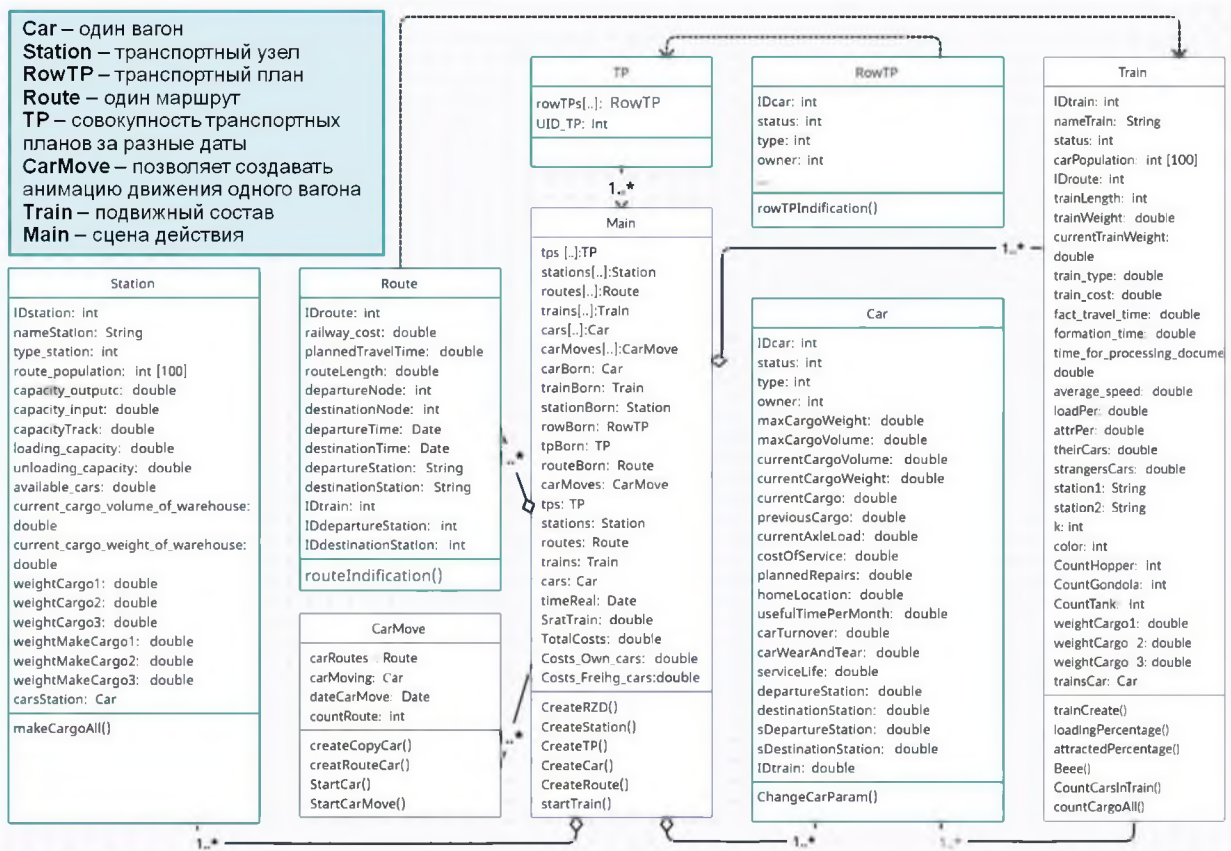 Car – один вагон
Station – транспортный узел
RowTP – транспортный план
Route – один маршрут
TP – совокупность транспортных
планов за разные даты
CarMove – позволяет создавать
анимацию движения одного вагона
Train – подвижный состав
Main – сцена действия
TP
rowTPs[..]: RowTP
UID_TP: int
1..*
RowTP
IDcar: int
status: int
type: int
owner: int
...
rowTPIndification()
Train
IDtrain: int
nameTrain: String
status: int
carPopulation: int [100]
IDroute: int
trainLength: int
trainWeight: double
currentTrainWeight:
double
train_type: double
train_cost: double
fact_travel_time: double
formation_time: double
time_for_processing_docume
double
average_speed: double
loadPer: double
attrPer: double
theirCars: double
strangersCars: double
station1: String
station2: String
k: int
color: int
CountHopper: int
CountGondola: int
CountTank: int
weightCargo1: double
weightCargo 2: double
weightCargo 3: double
trainsCar: Car
trainCreate()
loadingPercentage()
attractedPercentage()
Beee()
CountCarsInTrain()
countCargoAll()
1..*
Station
IDstation: int
nameStation: String
type_station: int
route_population: int [100]
capacity_outputc: double
capacity_input: double
capacityTrack: double
loading_capacity: double
unloading_capacity: double
available_cars: double
current_cargo_volume_of_warehouse:
double
current_cargo_weight_of_warehouse:
double
weightCargo1: double
weightCargo2: double
weightCargo3: double
weightMakeCargo1: double
weightMakeCargo2: double
weightMakeCargo3: double
carsStation: Car
makeCargoAll()
Route
IDroute: int
railway_cost: double
plannedTravelTime: double
routeLength: double
departureNode: int
destinationNode: int
departureTime: Date
destinationTime: Date
departureStation: String
destinationStation: String
IDtrain: int
IDdepartureStation: int
IDdestinationStation: int
routeIndification()
1..*
CarMove
carRoutes Route
carMoving: Car
dateCarMove: Date
countRoute: int
createCopyCar()
creatRouteCar()
StartCar()
StartCarMove()
1..*
Main
tps [..]:TP
stations[..]:Station
routes[..]:Route
trains[..]:Train
cars[..]:Car
carMoves[..]:CarMove
carBorn: Car
trainBorn: Train
stationBorn: Station
rowBorn: RowTP
tpBorn: TP
routeBorn: Route
carMoves: CarMove
tps: TP
stations: Station
routes: Route
trains: Train
cars: Car
timeReal: Date
SratTrain: double
TotalCosts: double
Costs_Own_cars: double
Costs_Freihg_cars:double
CreateRZD()
CreateStation()
CreateTP()
CreateCar()
CreateRoute()
startTrain()
Car
IDcar: int
status: int
type: int
owner: int
maxCargoWeight: double
maxCargoVolume: double
currentCargoVolume: double
currentCargoWeight: double
currentCargo: double
previousCargo: double
currentAxleLoad: double
costOfService: double
plannedRepairs: double
homeLocation: double
usefulTimePerMonth: double
carTurnover: double
carWearAndTear: double
serviceLife: double
departureStation: double
destinationStation: double
sDepartureStation: double
sDestinationStation: double
IDtrain: double
ChangeCarParam()
1..*
1..*
1..*